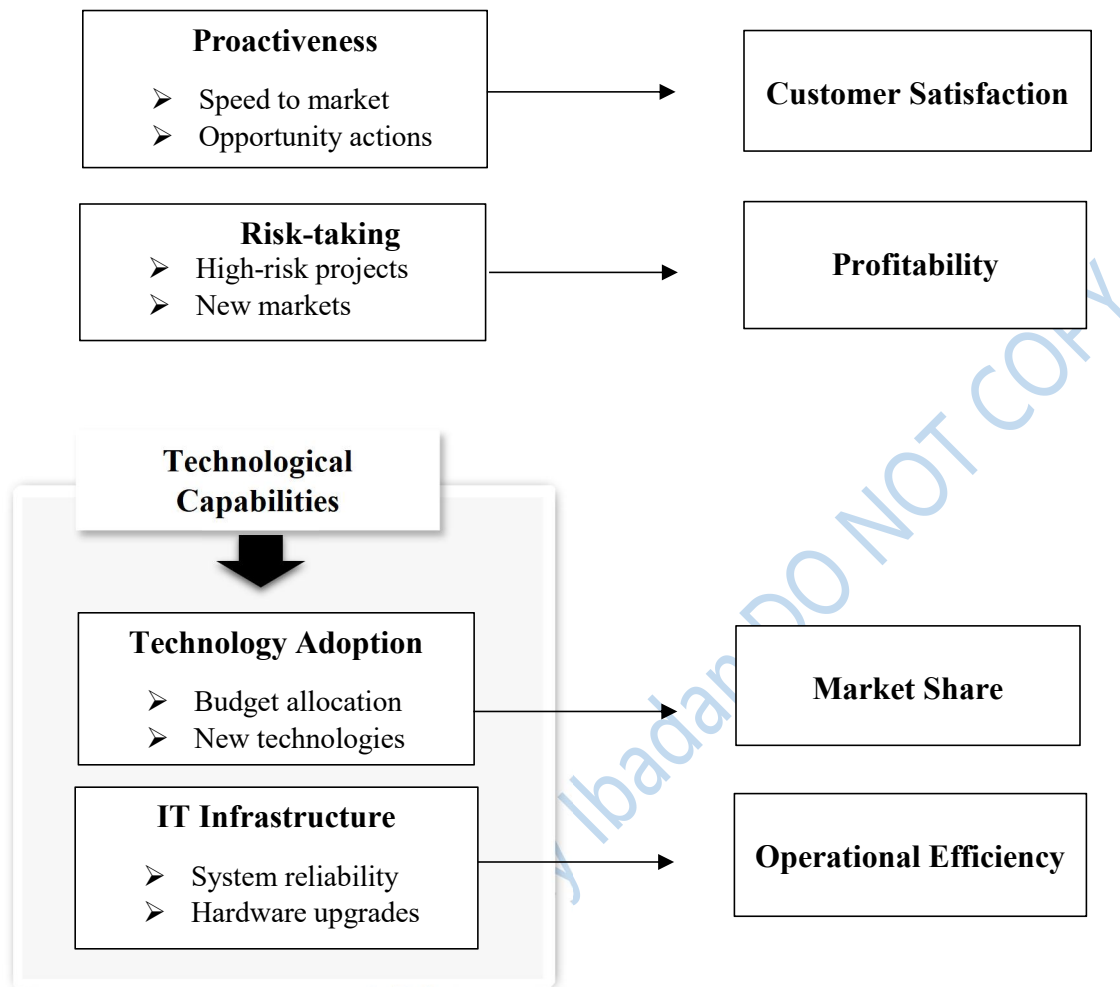 Proactiveness
➢ Speed to market
➢ Opportunity actions
Customer Satisfaction
Risk-taking
➢ High-risk projects
➢ New markets
Profitability
Technological
Capabilities
Technology Adoption
➢ Budget allocation
➢ New technologies
Market Share
IT Infrastructure
➢ System reliability
➢ Hardware upgrades
Operational Efficiency
Ibadan DO NOT COPY